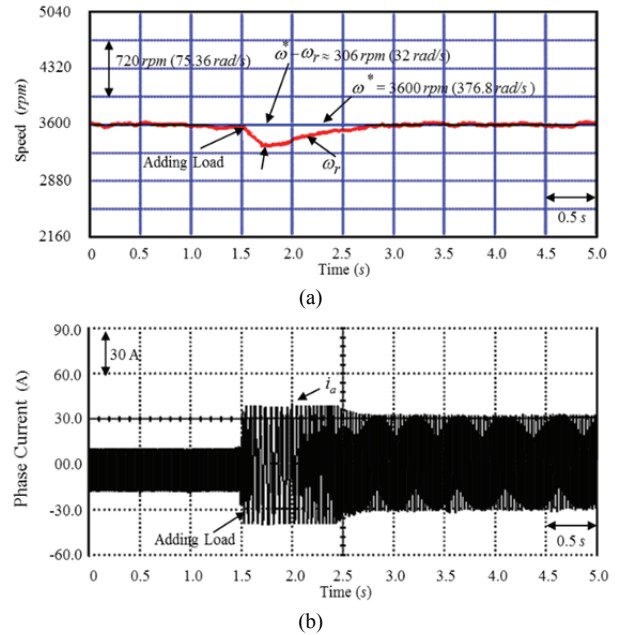 5040
720 rpm (75.36 rad/s)
ω* − ωr ≈ 306 rpm (32 rad/s)
4320
ω* = 3600 rpm (376.8 rad/s)
3600
Speed (rpm)
Adding Load
ωr
2880
0.5 s
2160
0 0.5 1.0 1.5 2.0 2.5 3.0 3.5 4.0 4.5 5.0
Time (s)
(a)
90.0
30 A
60.0
ia
30.0
Phase Current (A)
00.0
-30.0
Adding Load
0.5 s
-60.0
0 0.5 1.0 1.5 2.0 2.5 3.0 3.5 4.0 4.5 5.0
Time (s)
(b)